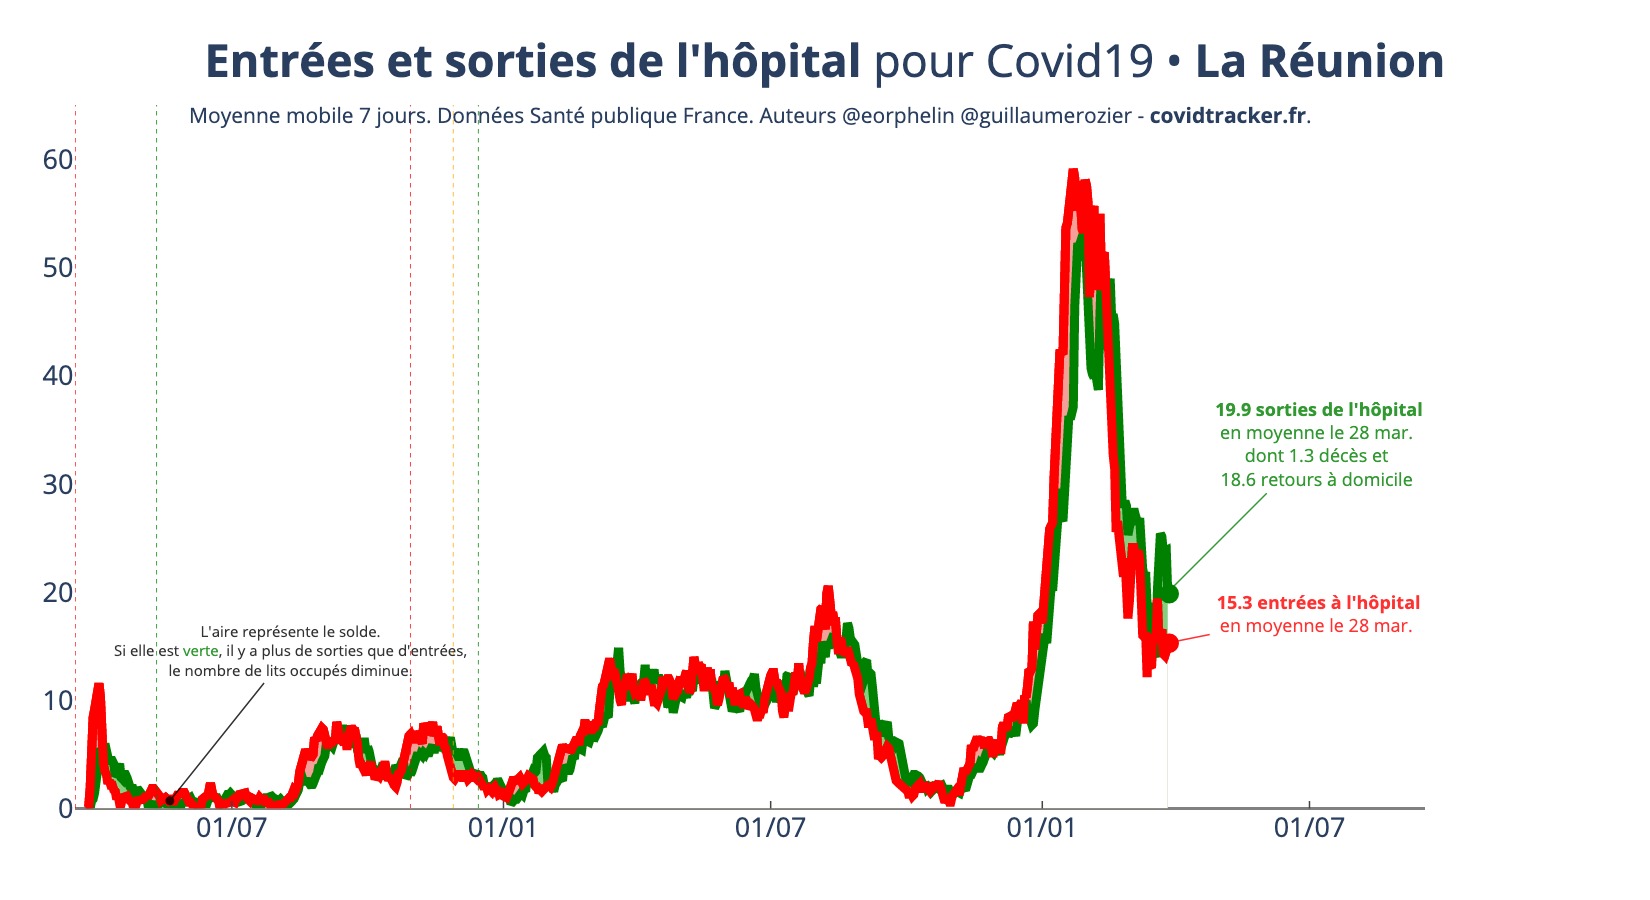 Entrées et sorties de l'hôpital pour Covid19 • La Réunion
Moyenne mobile 7 jours. Données Santé publique France. Auteurs @eorphelin @guillaumerozier - covidtracker.fr.
60
50
40
30
20
10
0
19.9 sorties de l'hôpital
en moyenne le 28 mar.
dont 1.3 décès et
18.6 retours à domicile
15.3 entrées à l'hôpital
en moyenne le 28 mar.
L'aire représente le solde.
Si elle est verte, il y a plus de sorties que d'entrées,
le nombre de lits occupés diminue.
01/07
01/01
01/07
01/01
01/07